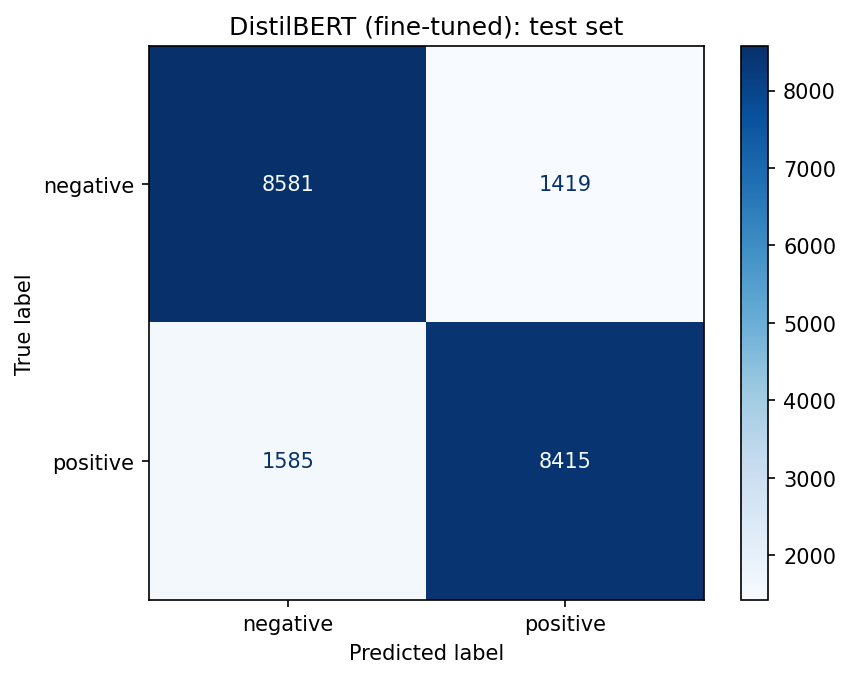 DistilBERT (fine-tuned): test set
True label
negative
8581
1419
positive
1585
8415
negative
positive
Predicted label
8000
7000
6000
5000
4000
3000
2000